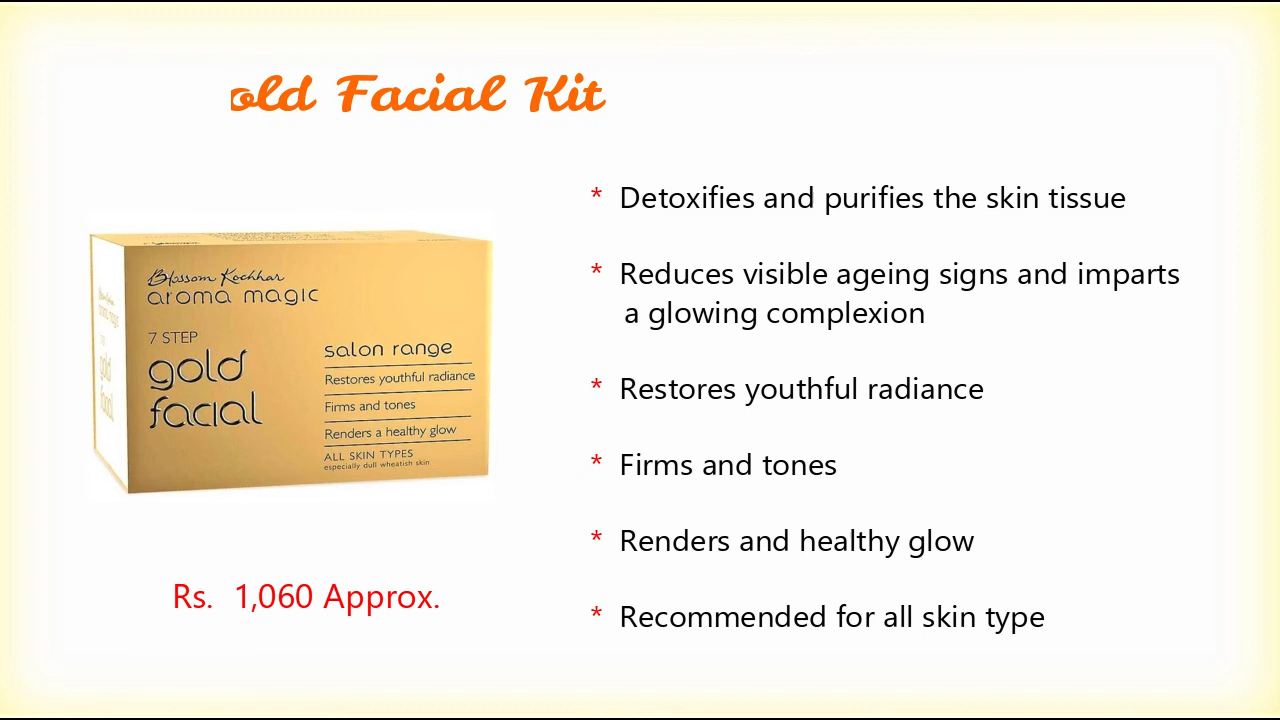 old Facial Kit
Blossom Kochhar
aroma magic
7 STEP
gold
facial
salon range
Restores youthful radiance
Firms and tones
Renders a healthy glow
ALL SKIN TYPES
especially dull wheatish skin
gold
facial
Rs. 1,060 Approx.
* Detoxifies and purifies the skin tissue
* Reduces visible ageing signs and imparts
a glowing complexion
* Restores youthful radiance
* Firms and tones
* Renders and healthy glow
* Recommended for all skin type